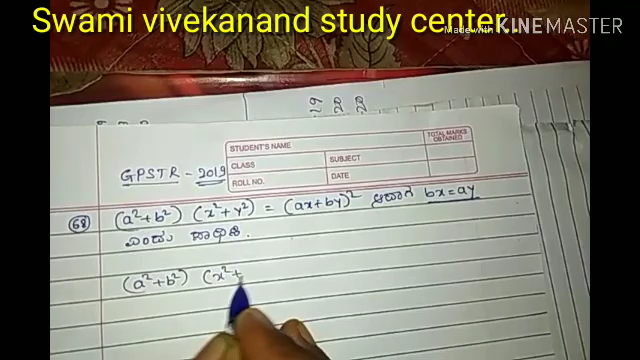 Swami vivekanand study center...
Made with KINEMASTER
STUDENT'S NAME
TOTAL MARKS OBTAINED
CLASS SUBJECT
ROLL NO. DATE
GPSTR - 2019
68 (a²+b²) (x²+y²) = (ax+by)² ಆದಾಗ bx=ay
ಎಂದು ಸಾಧಿಸಿ.
(a²+b²) (x²+